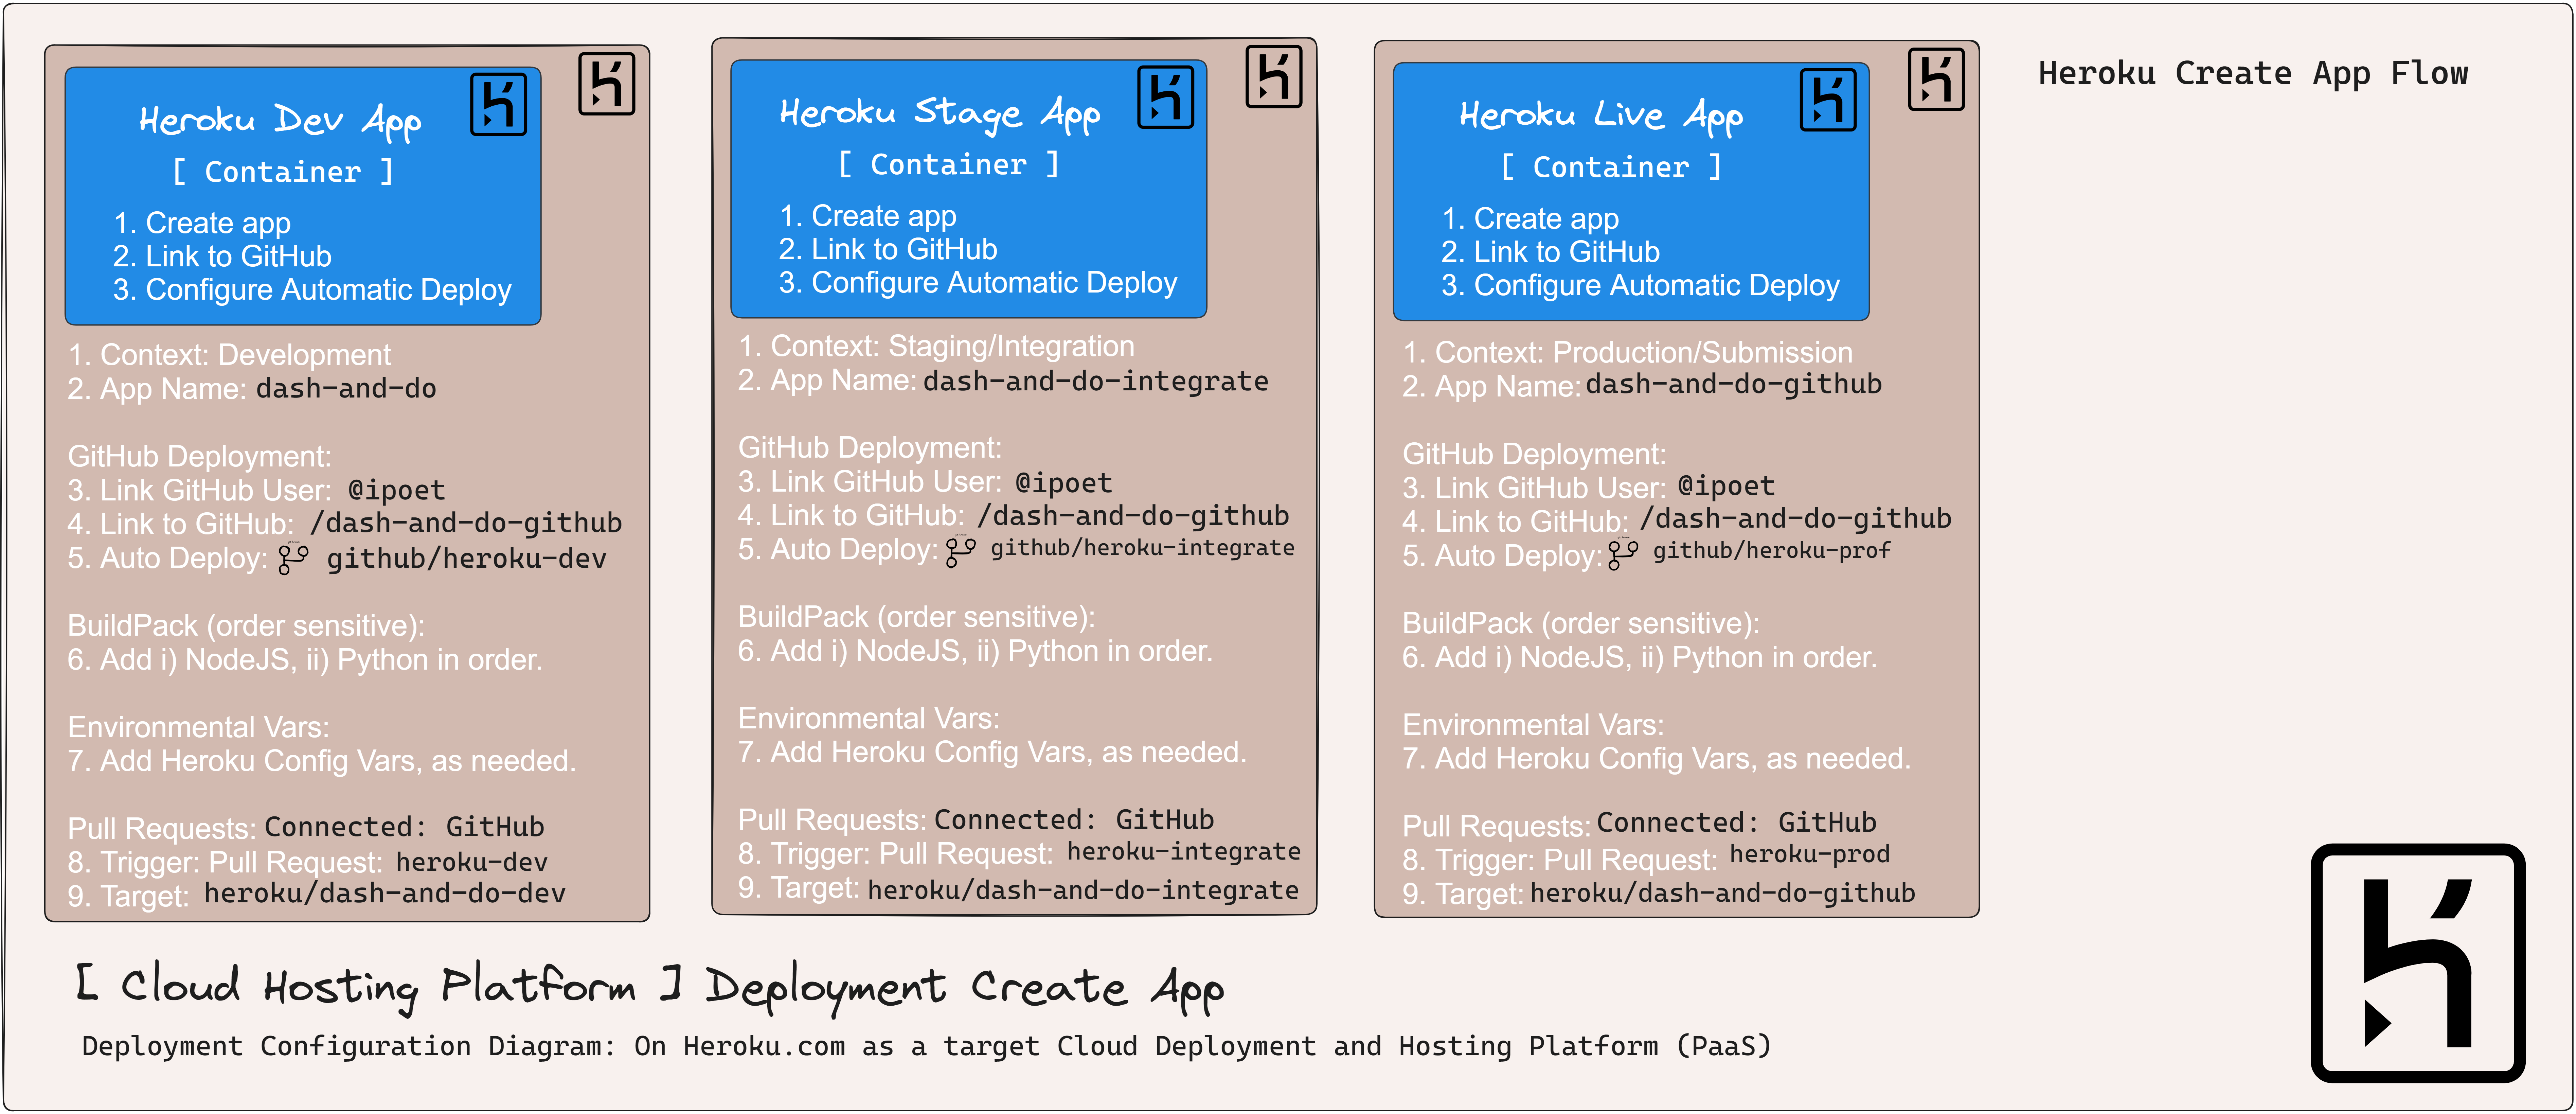 Heroku Create App Flow
Heroku Dev App
[ Container ]
1. Create app
2. Link to GitHub
3. Configure Automatic Deploy
1. Context: Development
2. App Name: dash-and-do
GitHub Deployment:
3. Link GitHub User: @ipoet
4. Link to GitHub: /dash-and-do-github
5. Auto Deploy: github/heroku-dev
BuildPack (order sensitive):
6. Add i) NodeJS, ii) Python in order.
Environmental Vars:
7. Add Heroku Config Vars, as needed.
Pull Requests: Connected: GitHub
8. Trigger: Pull Request: heroku-dev
9. Target: heroku/dash-and-do-dev
Heroku Stage App
[ Container ]
1. Create app
2. Link to GitHub
3. Configure Automatic Deploy
1. Context: Staging/Integration
2. App Name: dash-and-do-integrate
GitHub Deployment:
3. Link GitHub User: @ipoet
4. Link to GitHub: /dash-and-do-github
5. Auto Deploy: github/heroku-integrate
BuildPack (order sensitive):
6. Add i) NodeJS, ii) Python in order.
Environmental Vars:
7. Add Heroku Config Vars, as needed.
Pull Requests: Connected: GitHub
8. Trigger: Pull Request: heroku-integrate
9. Target: heroku/dash-and-do-integrate
Heroku Live App
[ Container ]
1. Create app
2. Link to GitHub
3. Configure Automatic Deploy
1. Context: Production/Submission
2. App Name: dash-and-do-github
GitHub Deployment:
3. Link GitHub User: @ipoet
4. Link to GitHub: /dash-and-do-github
5. Auto Deploy: github/heroku-prof
BuildPack (order sensitive):
6. Add i) NodeJS, ii) Python in order.
Environmental Vars:
7. Add Heroku Config Vars, as needed.
Pull Requests: Connected: GitHub
8. Trigger: Pull Request: heroku-prod
9. Target: heroku/dash-and-do-github
[ Cloud Hosting Platform ] Deployment Create App
Deployment Configuration Diagram: On Heroku.com as a target Cloud Deployment and Hosting Platform (PaaS)